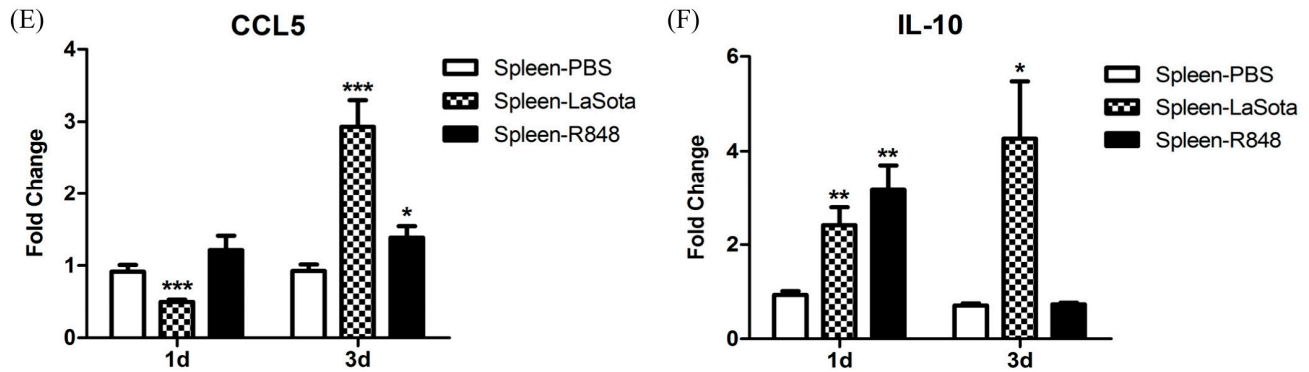 (E)
CCL5
Fold Change
4
3
2
1
0
***
***
*
1d
3d
Spleen-PBS
Spleen-LaSota
Spleen-R848
(F)
IL-10
Fold Change
6
4
2
0
**
**
*
1d
3d
Spleen-PBS
Spleen-LaSota
Spleen-R848